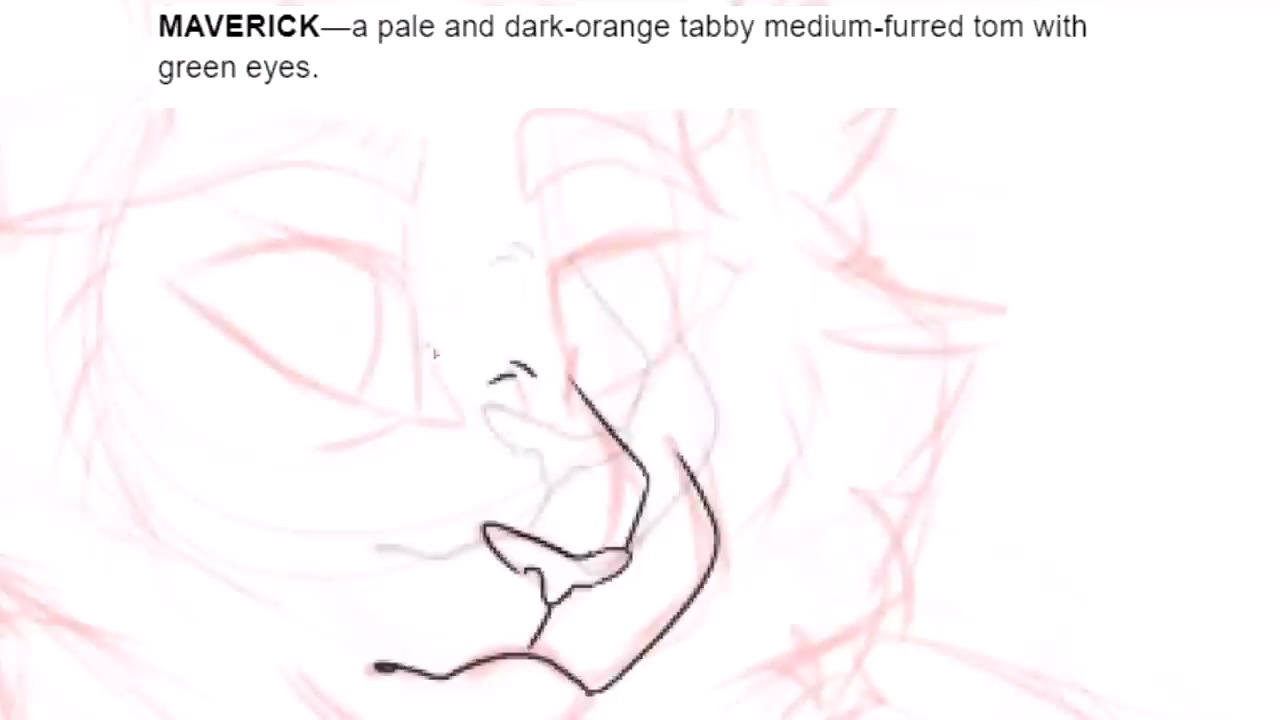 MAVERICK—a pale and dark-orange tabby medium-furred tom with
green eyes.